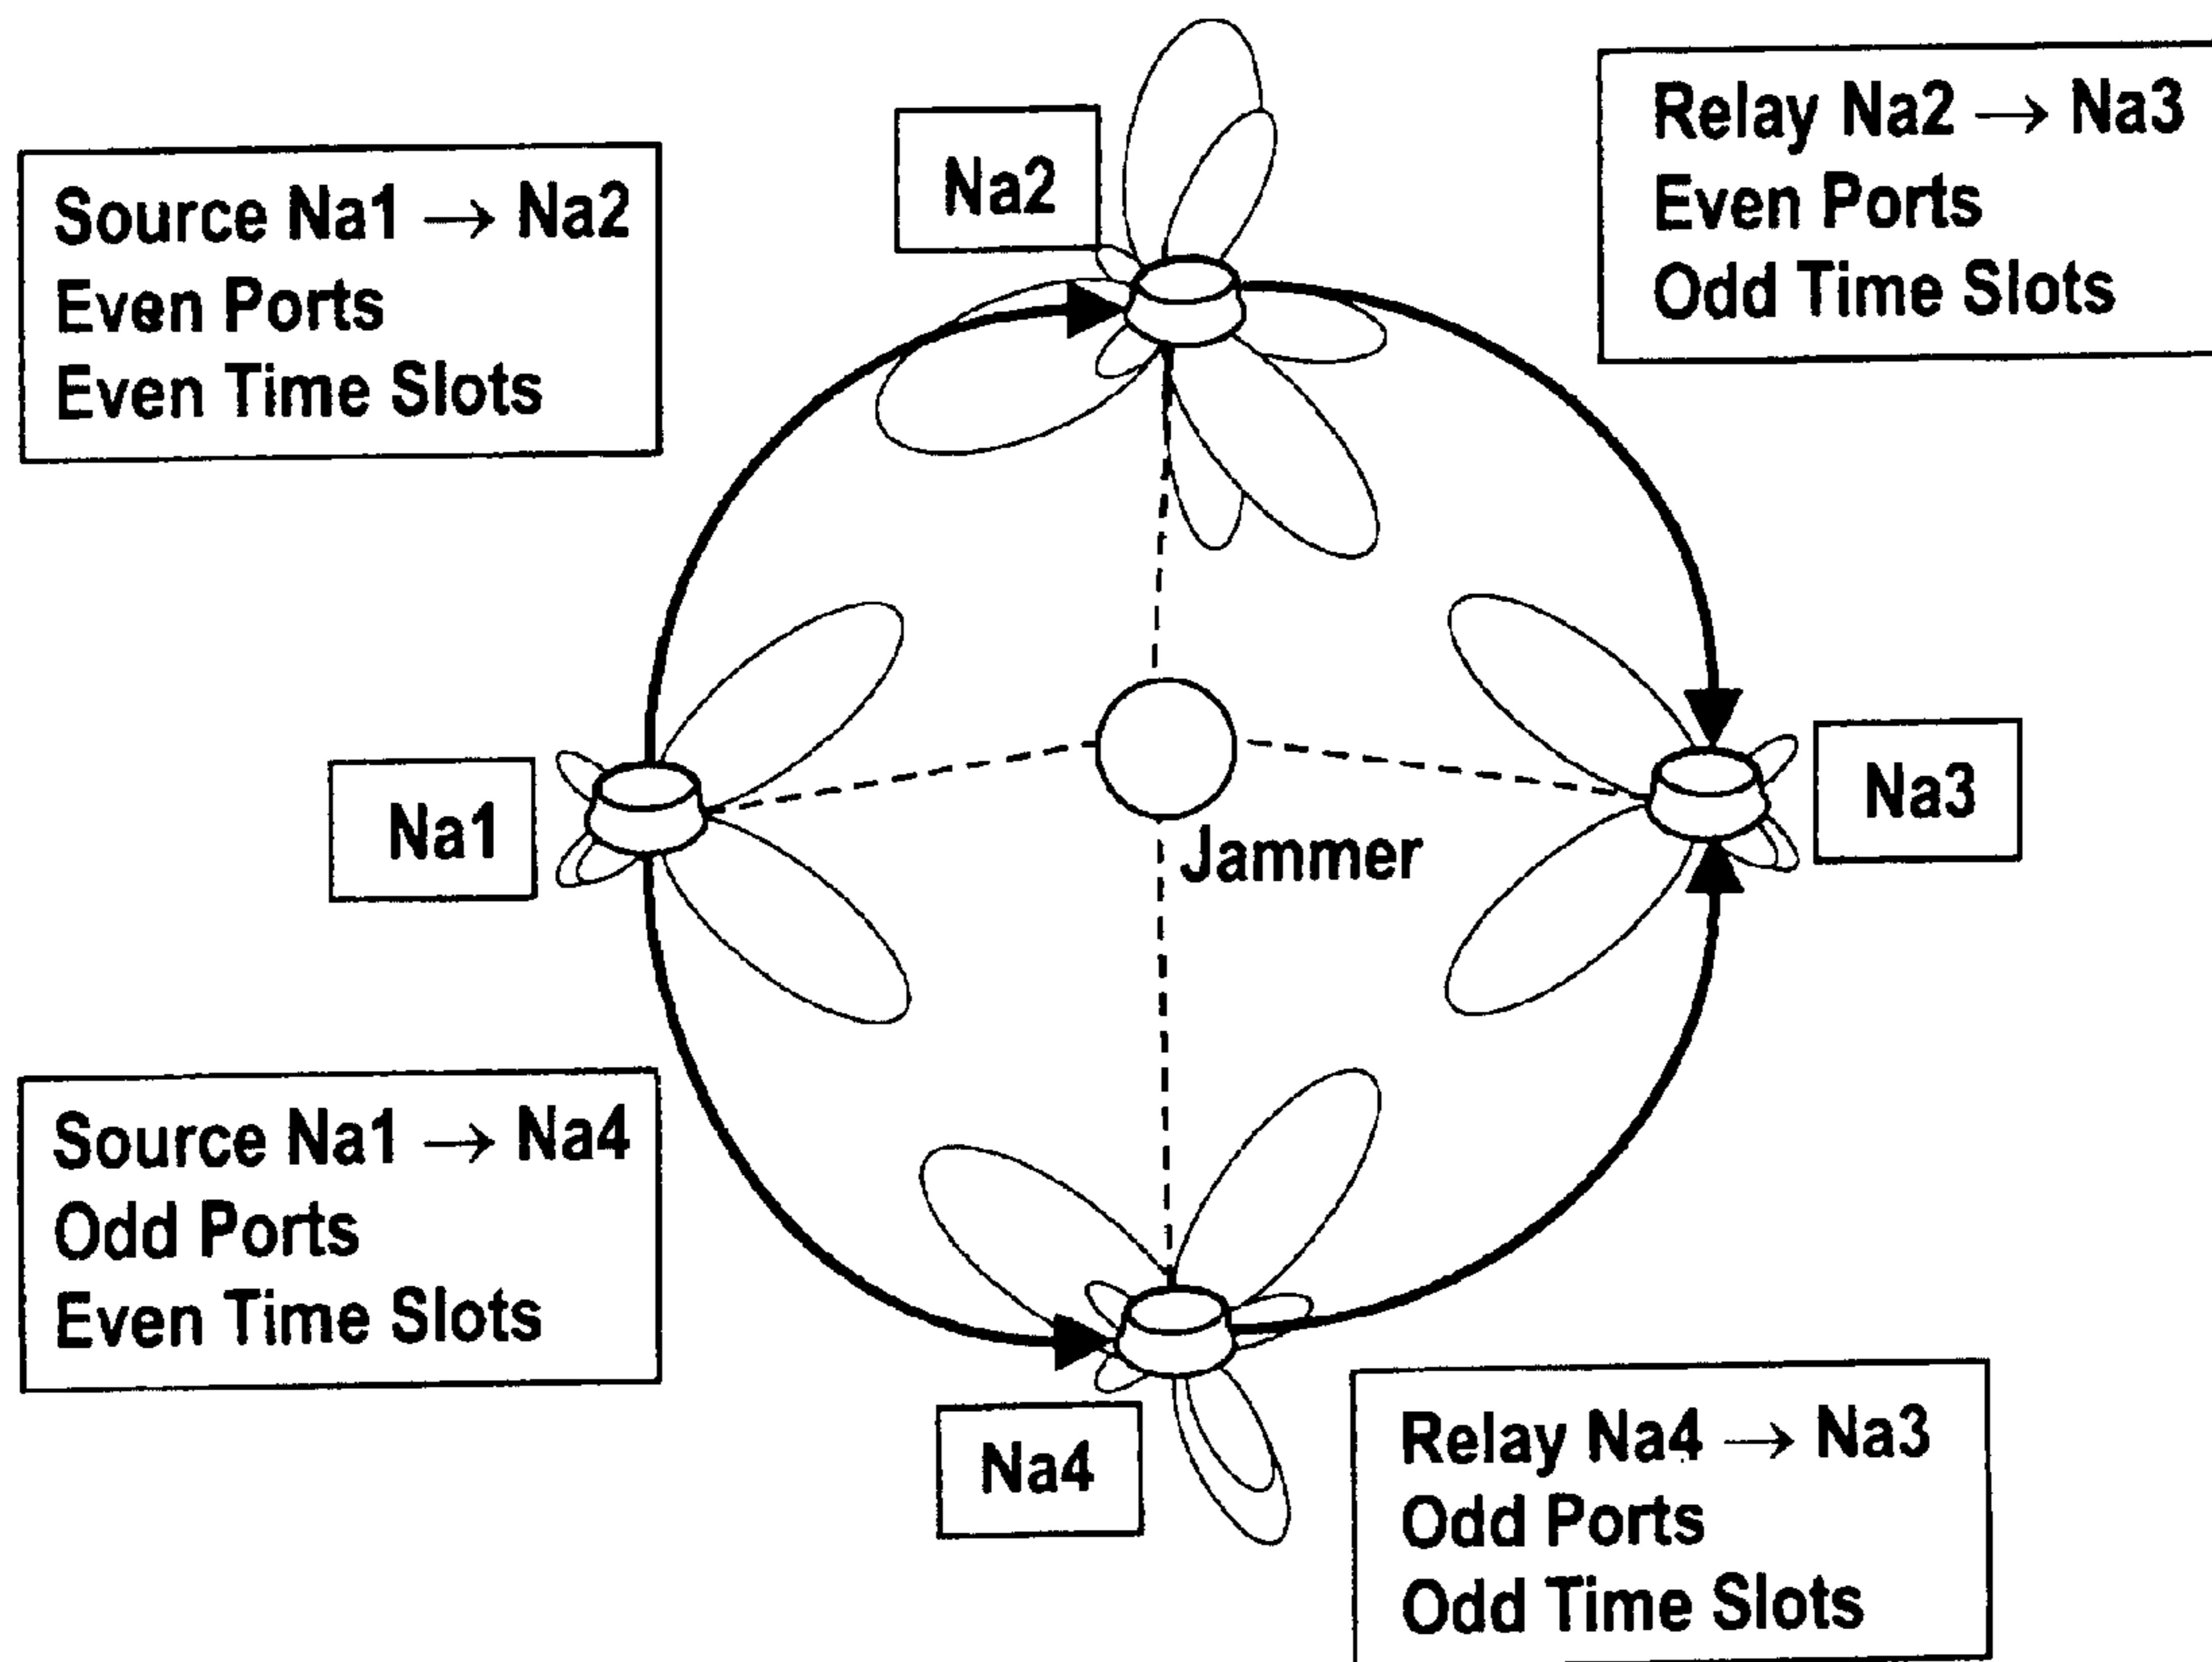 Na2
Relay Na2 → Na3
Even Ports
Odd Time Slots
Source Na1 → Na2
Even Ports
Even Time Slots
Na1
Jammer
Na3
Source Na1 → Na4
Odd Ports
Even Time Slots
Na4
Relay Na4 → Na3
Odd Ports
Odd Time Slots